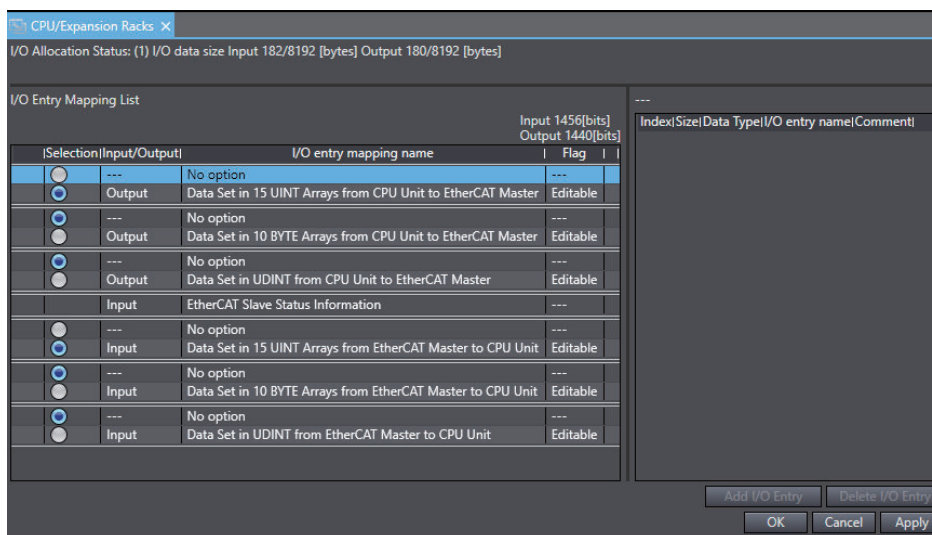 CPU/Expansion Racks ×
I/O Allocation Status: (1) I/O data size Input 182/8192 [bytes] Output 180/8192 [bytes]
I/O Entry Mapping List
Input 1456[bits]
Output 1440[bits]
|Selection|Input/Output| I/O entry mapping name | Flag | |
--- No option ---
Output Data Set in 15 UINT Arrays from CPU Unit to EtherCAT Master Editable
--- No option ---
Output Data Set in 10 BYTE Arrays from CPU Unit to EtherCAT Master Editable
--- No option ---
Output Data Set in UDINT from CPU Unit to EtherCAT Master Editable
Input EtherCAT Slave Status Information ---
--- No option ---
Input Data Set in 15 UINT Arrays from EtherCAT Master to CPU Unit Editable
--- No option ---
Input Data Set in 10 BYTE Arrays from EtherCAT Master to CPU Unit Editable
--- No option ---
Input Data Set in UDINT from EtherCAT Master to CPU Unit Editable
---
Index|Size|Data Type|I/O entry name|Comment|
Add I/O Entry Delete I/O Entry
OK Cancel Apply